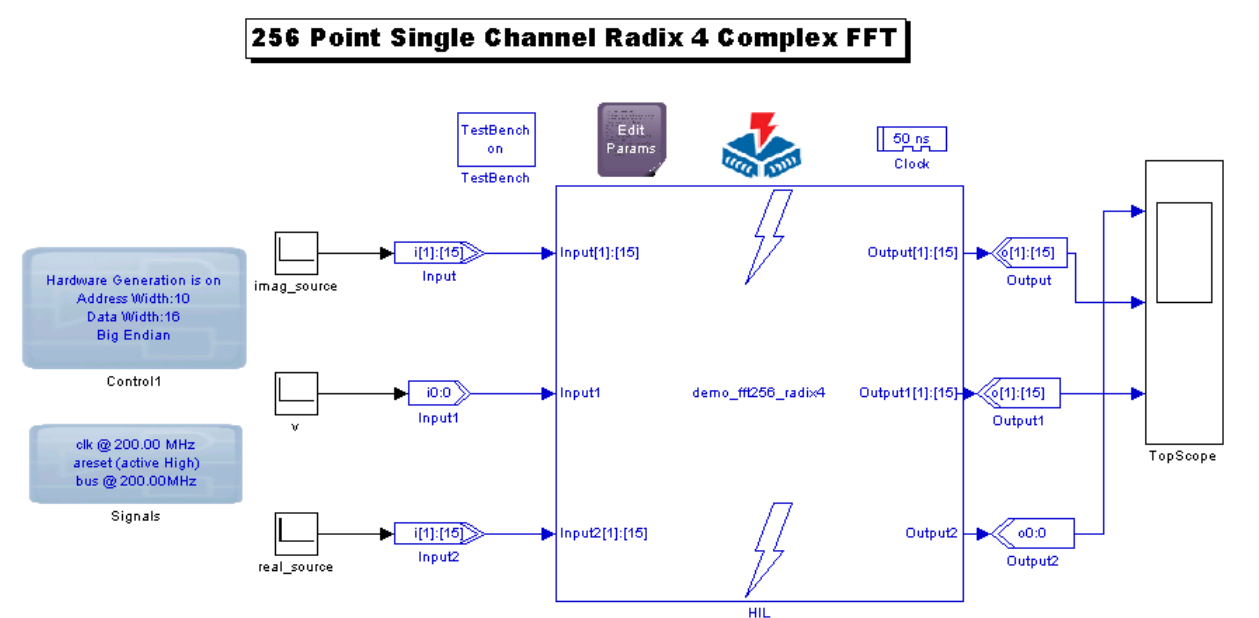 256 Point Single Channel Radix 4 Complex FFT
TestBench
on
TestBench
Edit
Params
50 ns
Clock
Hardware Generation is on
Address Width:10
Data Width:16
Big Endian
Control1
clk @ 200.00 MHz
areset (active High)
bus @ 200.00MHz
Signals
imag_source
i[1]:[15]
Input
v
i0:0
Input1
real_source
i[1]:[15]
Input2
Input[1]:[15]
Input1
Input2[1]:[15]
demo_fft256_radix4
HIL
Output[1]:[15]
Output1[1]:[15]
Output2
o[1]:[15]
Output
o[1]:[15]
Output1
o0:0
Output2
TopScope